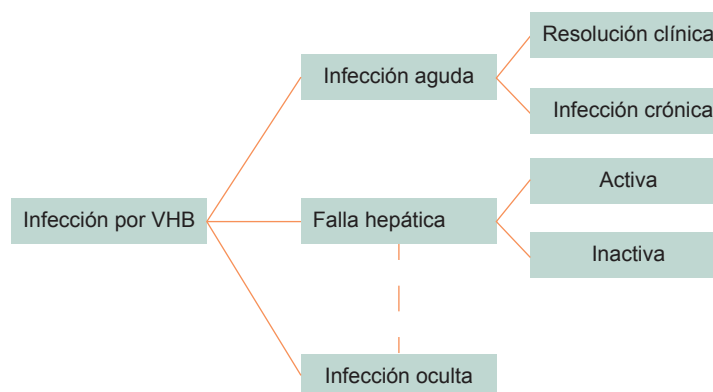 Resolución clínica
Infección aguda
Infección crónica
Activa
Infección por VHB
Falla hepática
Inactiva
Infección oculta